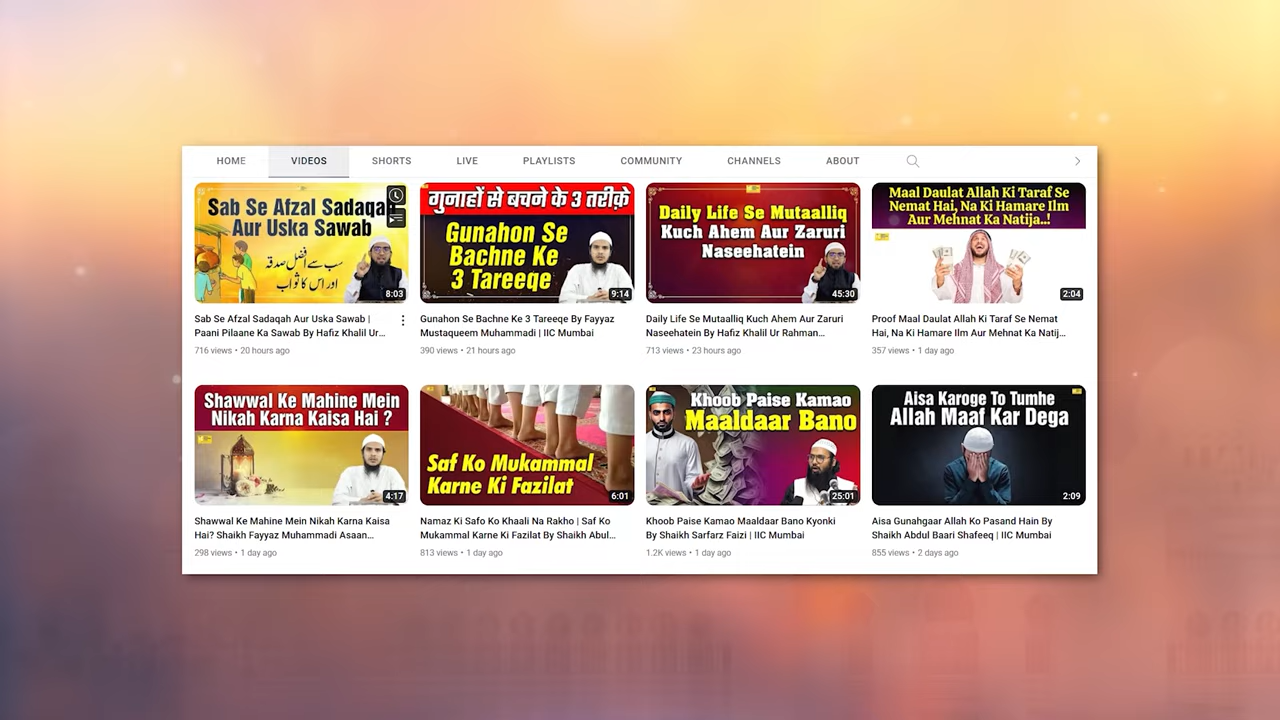 HOME VIDEOS SHORTS LIVE PLAYLISTS COMMUNITY CHANNELS ABOUT
Sab Se Afzal Sadaqah
Aur Uska Sawab
سب سے افضل صدقہ
اور اس کا ثواب
8:03
Sab Se Afzal Sadaqah Aur Uska Sawab |
Paani Pilaane Ka Sawab By Hafiz Khalil Ur...
716 views • 20 hours ago
गुनाहों से बचने के 3 तरीक़े
Gunahon Se
Bachne Ke
3 Tareeqe
9:14
Gunahon Se Bachne Ke 3 Tareeqe By Fayyaz
Mustaqueem Muhammadi | IIC Mumbai
390 views • 21 hours ago
Daily Life Se Mutaalliq
Kuch Ahem Aur Zaruri
Naseehatein
45:30
Daily Life Se Mutaalliq Kuch Ahem Aur Zaruri
Naseehatein By Hafiz Khalil Ur Rahman...
713 views • 23 hours ago
Maal Daulat Allah Ki Taraf Se
Nemat Hai, Na Ki Hamare Ilm
Aur Mehnat Ka Natija..!
2:04
Proof Maal Daulat Allah Ki Taraf Se Nemat
Hai, Na Ki Hamare Ilm Aur Mehnat Ka Natij...
357 views • 1 day ago
Shawwal Ke Mahine Mein
Nikah Karna Kaisa Hai ?
4:17
Shawwal Ke Mahine Mein Nikah Karna Kaisa
Hai? Shaikh Fayyaz Muhammadi Asaan...
298 views • 1 day ago
Saf Ko Mukammal
Karne Ki Fazilat
6:01
Namaz Ki Safo Ko Khaali Na Rakho | Saf Ko
Mukammal Karne Ki Fazilat By Shaikh Abul...
813 views • 1 day ago
Khoob Paise Kamao
Maaldaar Bano
25:01
Khoob Paise Kamao Maaldaar Bano Kyonki
By Shaikh Sarfarz Faizi | IIC Mumbai
1.2K views • 1 day ago
Aisa Karoge To Tumhe
Allah Maaf Kar Dega
2:09
Aisa Gunahgaar Allah Ko Pasand Hain By
Shaikh Abdul Baari Shafeeq | IIC Mumbai
855 views • 2 days ago